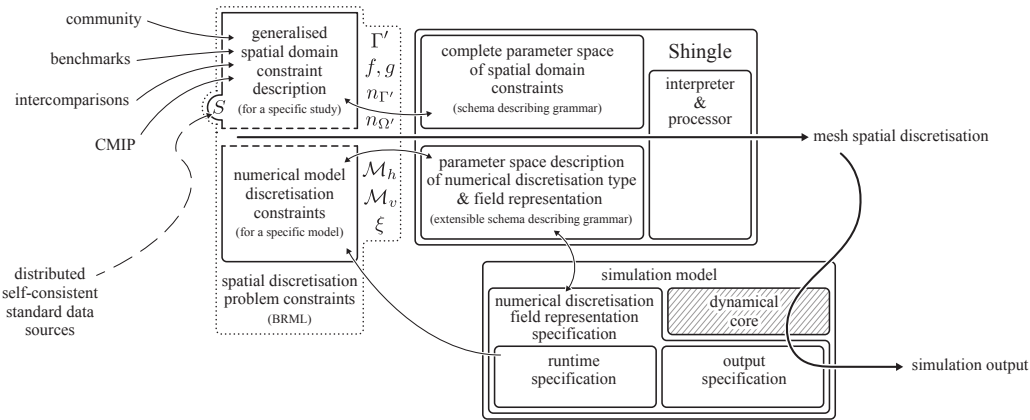 community
benchmarks
intercomparisons
CMIP
S
distributed
self-consistent
standard data
sources
generalised
spatial domain
constraint
description
(for a specific study)
numerical model
discretisation
constraints
(for a specific model)
spatial discretisation
problem constraints
(BRML)
Γ′
f, g
n_Γ′
n_Ω′
ℳ_h
ℳ_v
ξ
complete parameter space
of spatial domain
constraints
(schema describing grammar)
parameter space description
of numerical discretisation type
& field representation
(extensible schema describing grammar)
Shingle
interpreter
&
processor
mesh spatial discretisation
simulation model
numerical discretisation
field representation
specification
dynamical
core
runtime
specification
output
specification
simulation output